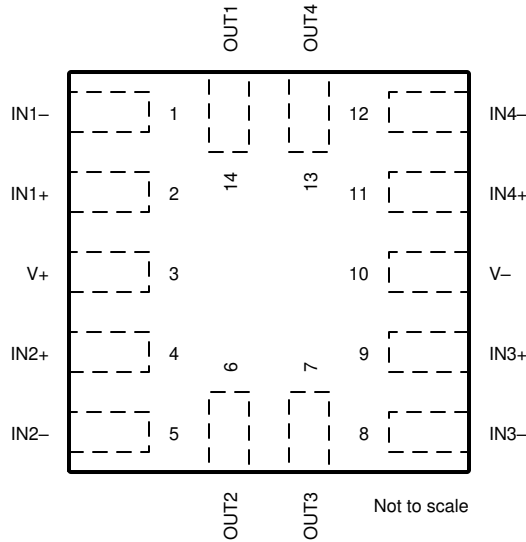 OUT1 OUT4
IN1– 1 12 IN4–
IN1+ 2 14 13 11 IN4+
V+ 3 10 V–
IN2+ 4 6 7 9 IN3+
IN2– 5 8 IN3–
OUT2 OUT3 Not to scale